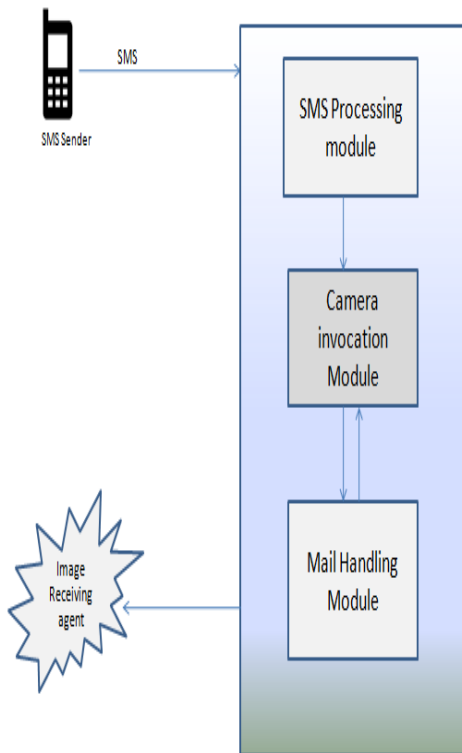 SMS
SMS Sender
SMS Processing
module
Camera
invocation
Module
Mail Handling
Module
Image
Receiving
agent